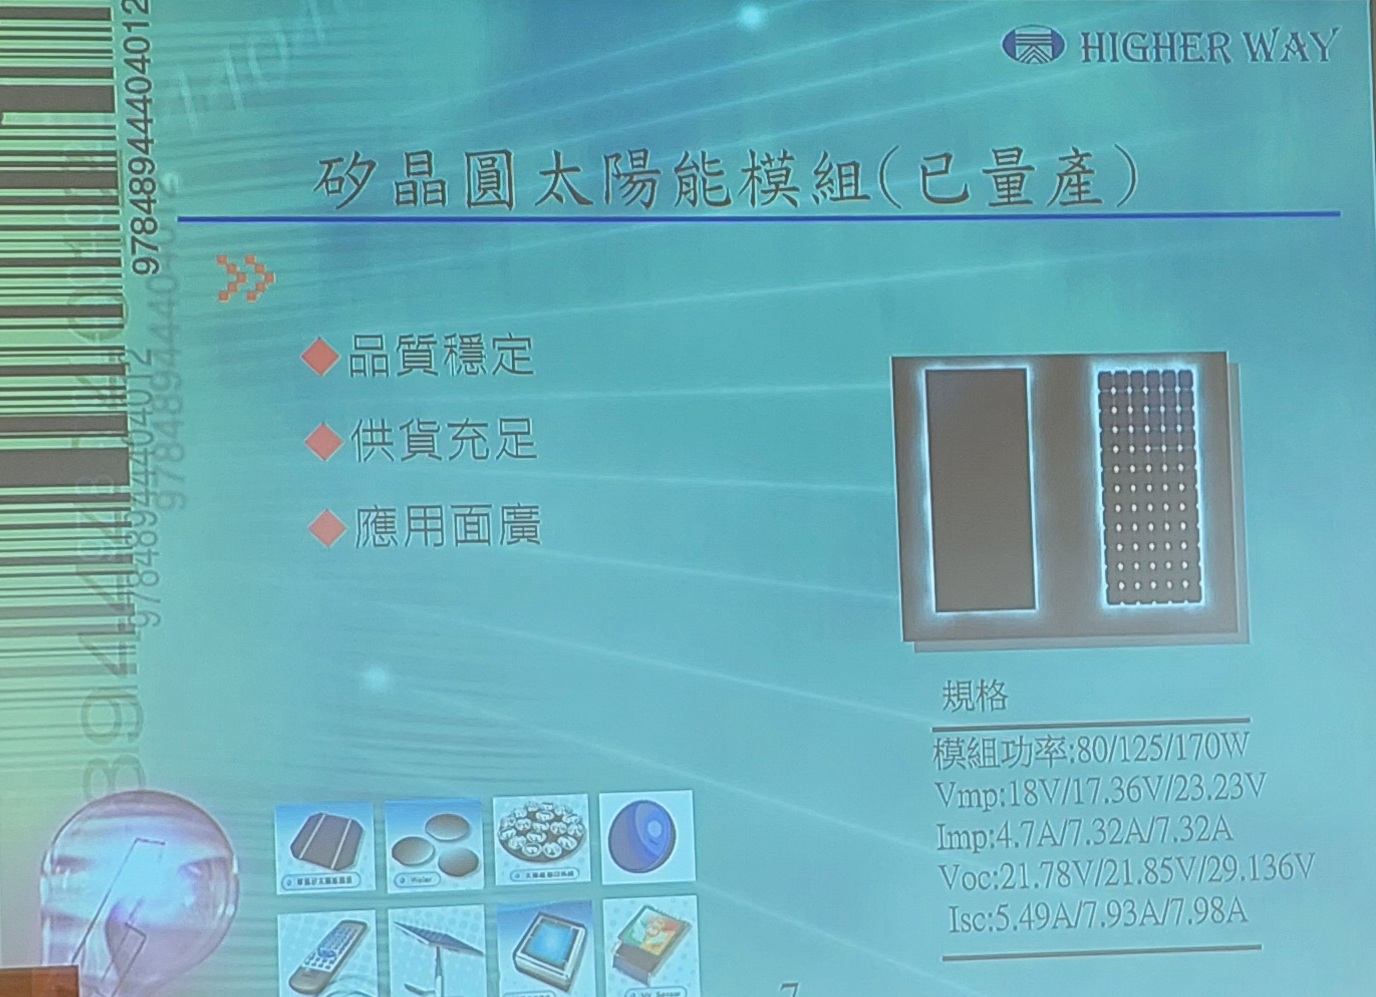 97848944404012
HIGHER WAY
矽晶圓太陽能模組(已量產)
品質穩定
供貨充足
應用面廣
規格
模組功率:80/125/170W
Vmp:18V/17.36V/23.23V
Imp:4.7A/7.32A/7.32A
Voc:21.78V/21.85V/29.136V
Isc:5.49A/7.93A/7.98A
7